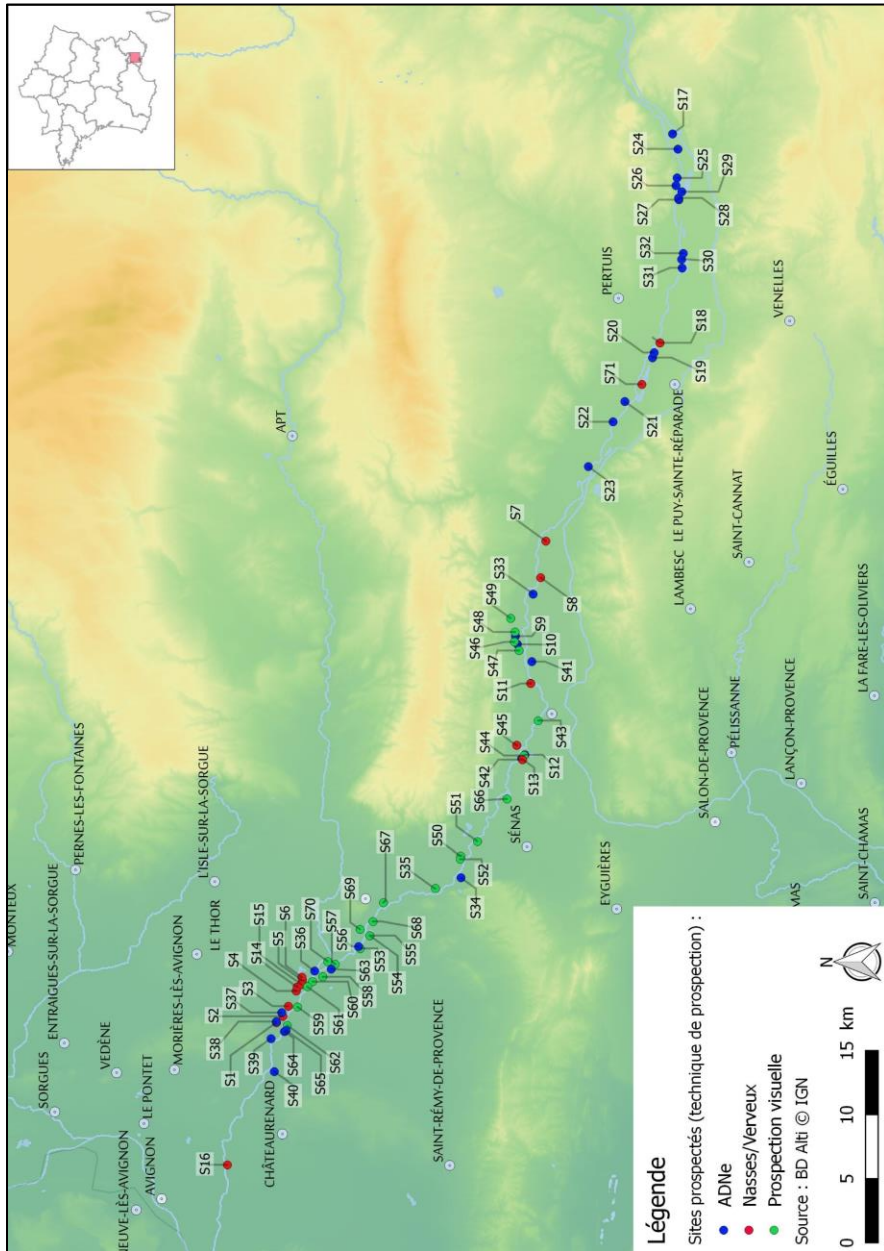 MONTEUX
SORGUES
ENTRAIGUES-SUR-LA-SORGUE
PERNES-LES-FONTAINES
VEDÈNE
LE PONTET
MORIÈRES-LÈS-AVIGNON
LE THOR
L'ISLE-SUR-LA-SORGUE
NEUVE-LÈS-AVIGNON
AVIGNON
CHÂTEAURENARD
SAINT-RÉMY-DE-PROVENCE
APT
PERTUIS
SÉNAS
EYGUIÈRES
LAMBESC
LE PUY-SAINTE-RÉPARADE
SAINT-CANNAT
VENELLES
ÉGUILLES
SALON-DE-PROVENCE
PÉLISSANNE
LANÇON-PROVENCE
LA FARE-LES-OLIVIERS
SAINT-CHAMAS
MAS
S16
S40
S1
S39
S38
S37
S2
S3
S4
S14
S5
S15
S6
S36
S70
S57
S56
S69
S67
S64
S65
S62
S59
S61
S60
S58
S63
S53
S54
S55
S68
S35
S34
S50
S52
S51
S66
S42
S13
S44
S12
S45
S43
S11
S41
S47
S46
S10
S9
S48
S49
S33
S8
S7
S23
S22
S21
S71
S19
S20
S18
S31
S30
S32
S27
S28
S26
S29
S25
S24
S17
Légende
Sites prospectés (technique de prospection) :
ADNe
Nasses/Verveux
Prospection visuelle
Source : BD Alti © IGN
0 5 10 15 km
N